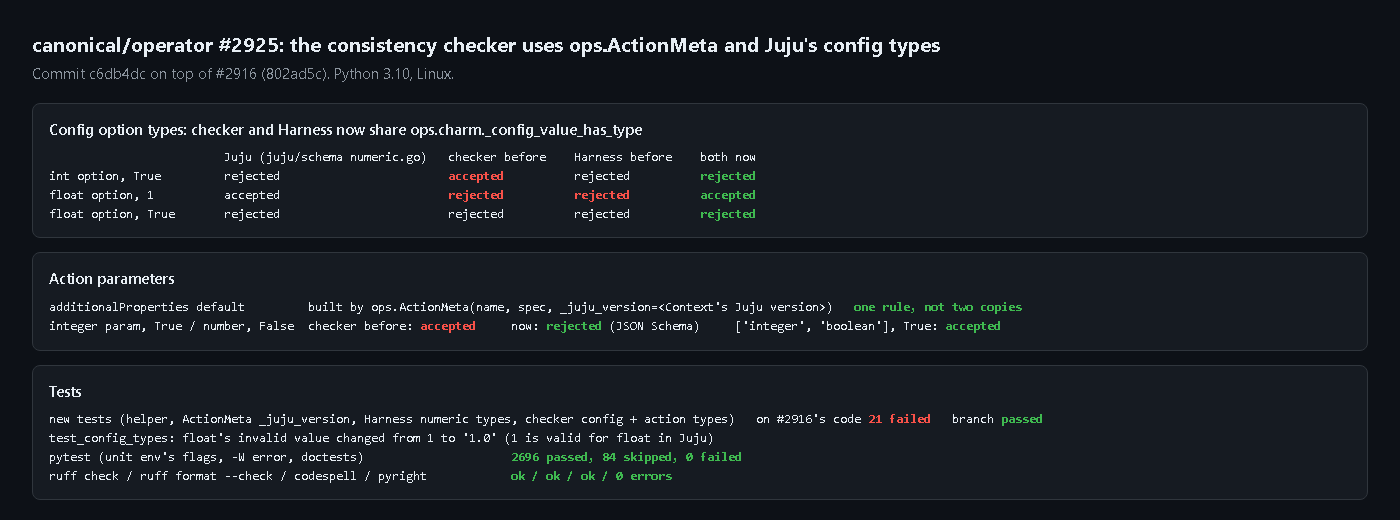 canonical/operator #2925: the consistency checker uses ops.ActionMeta and Juju's config types
Commit c6db4dc on top of #2916 (802ad5c). Python 3.10, Linux.
Config option types: checker and Harness now share ops.charm._config_value_has_type
Juju (juju/schema numeric.go) checker before Harness before both now
int option, True rejected accepted rejected rejected
float option, 1 accepted rejected rejected accepted
float option, True rejected rejected rejected rejected
Action parameters
additionalProperties default built by ops.ActionMeta(name, spec, _juju_version=<Context's Juju version>) one rule, not two copies
integer param, True / number, False checker before: accepted now: rejected (JSON Schema) ['integer', 'boolean'], True: accepted
Tests
new tests (helper, ActionMeta _juju_version, Harness numeric types, checker config + action types) on #2916's code 21 failed branch passed
test_config_types: float's invalid value changed from 1 to '1.0' (1 is valid for float in Juju)
pytest (unit env's flags, -W error, doctests) 2696 passed, 84 skipped, 0 failed
ruff check / ruff format --check / codespell / pyright ok / ok / ok / 0 errors